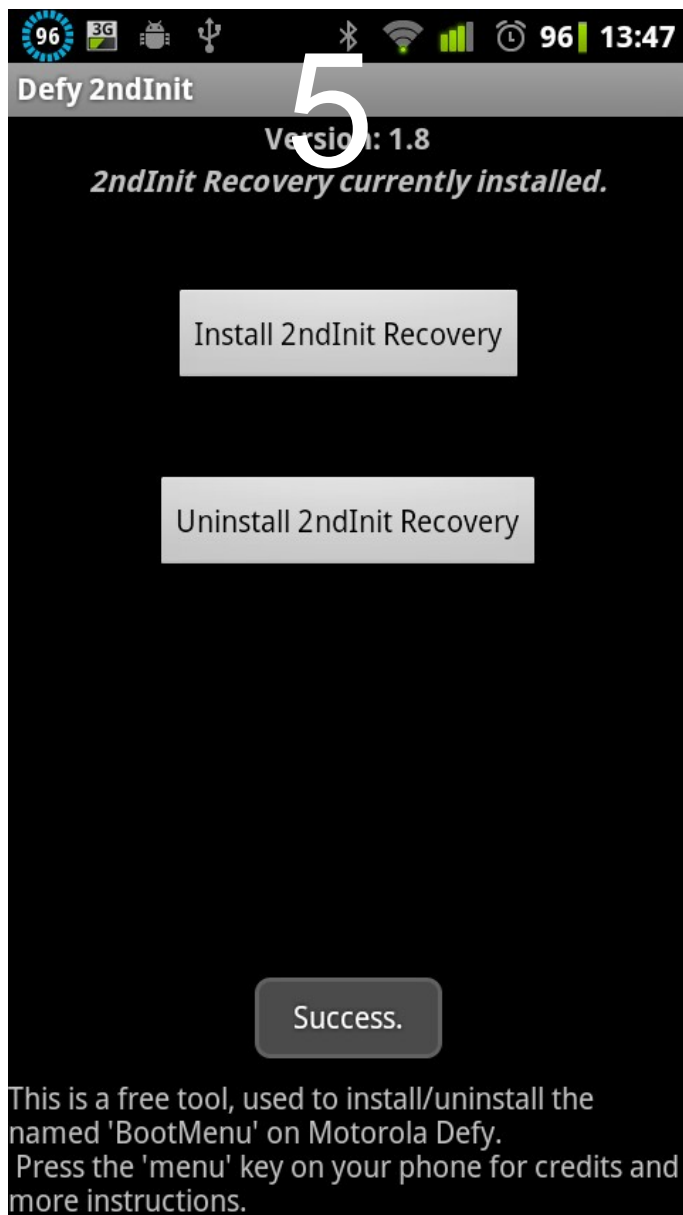 96 3G 96 13:47
5
Defy 2ndInit
Version: 1.8
2ndInit Recovery currently installed.
Install 2ndInit Recovery
Uninstall 2ndInit Recovery
Success.
This is a free tool, used to install/uninstall the
named 'BootMenu' on Motorola Defy.
Press the 'menu' key on your phone for credits and
more instructions.